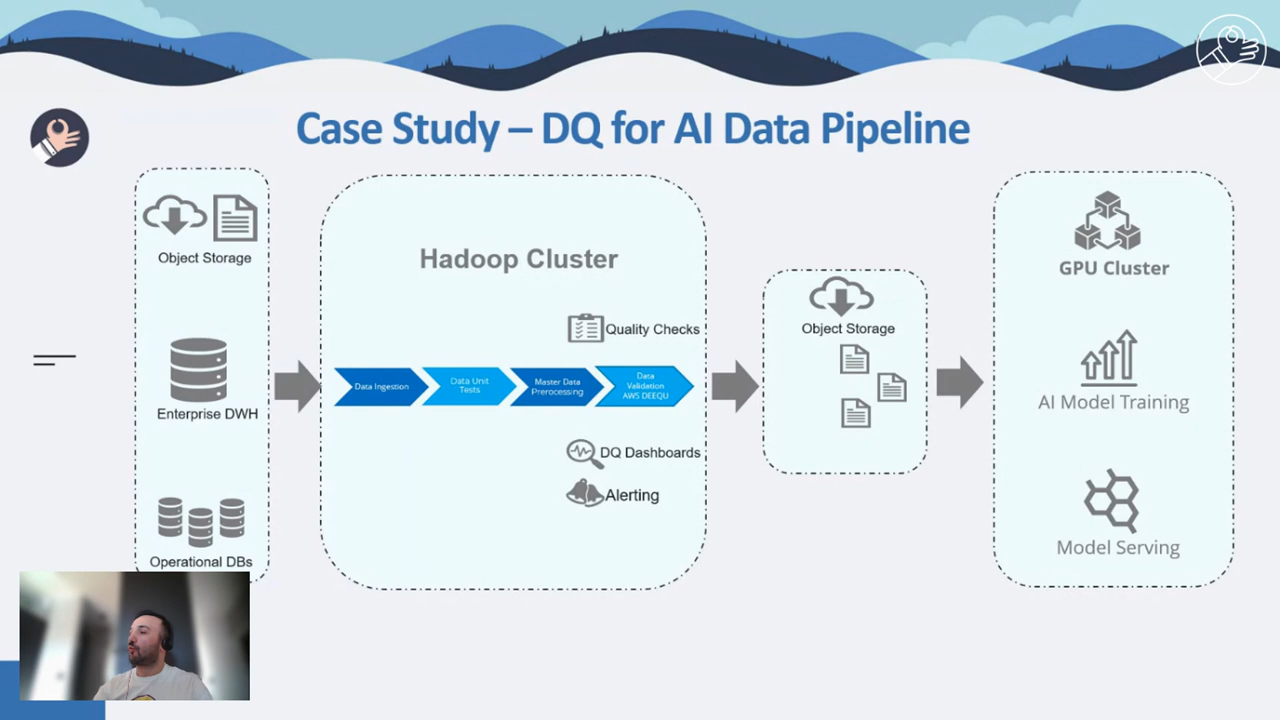 Case Study – DQ for AI Data Pipeline
Object Storage
Enterprise DWH
Operational DBs
Hadoop Cluster
Quality Checks
Data Ingestion
Data Unit
Tests
Master Data
Prerocessing
Data
Validation
AWS DEEQU
DQ Dashboards
Alerting
Object Storage
GPU Cluster
AI Model Training
Model Serving